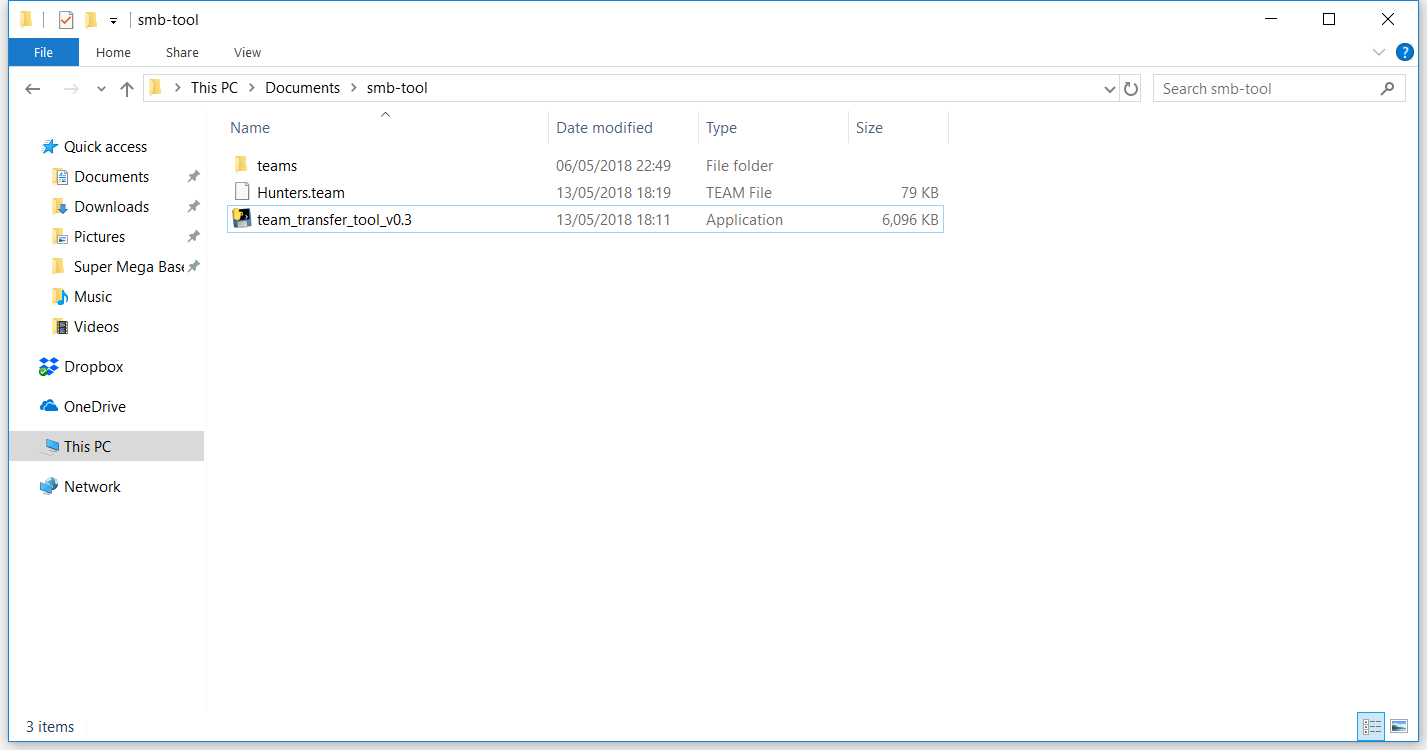 smb-tool
File Home Share View
This PC Documents smb-tool
Search smb-tool
Name Date modified Type Size
Quick access
Documents
Downloads
Pictures
Super Mega Base
Music
Videos
Dropbox
OneDrive
This PC
Network
teams 06/05/2018 22:49 File folder
Hunters.team 13/05/2018 18:19 TEAM File 79 KB
team_transfer_tool_v0.3 13/05/2018 18:11 Application 6,096 KB
3 items